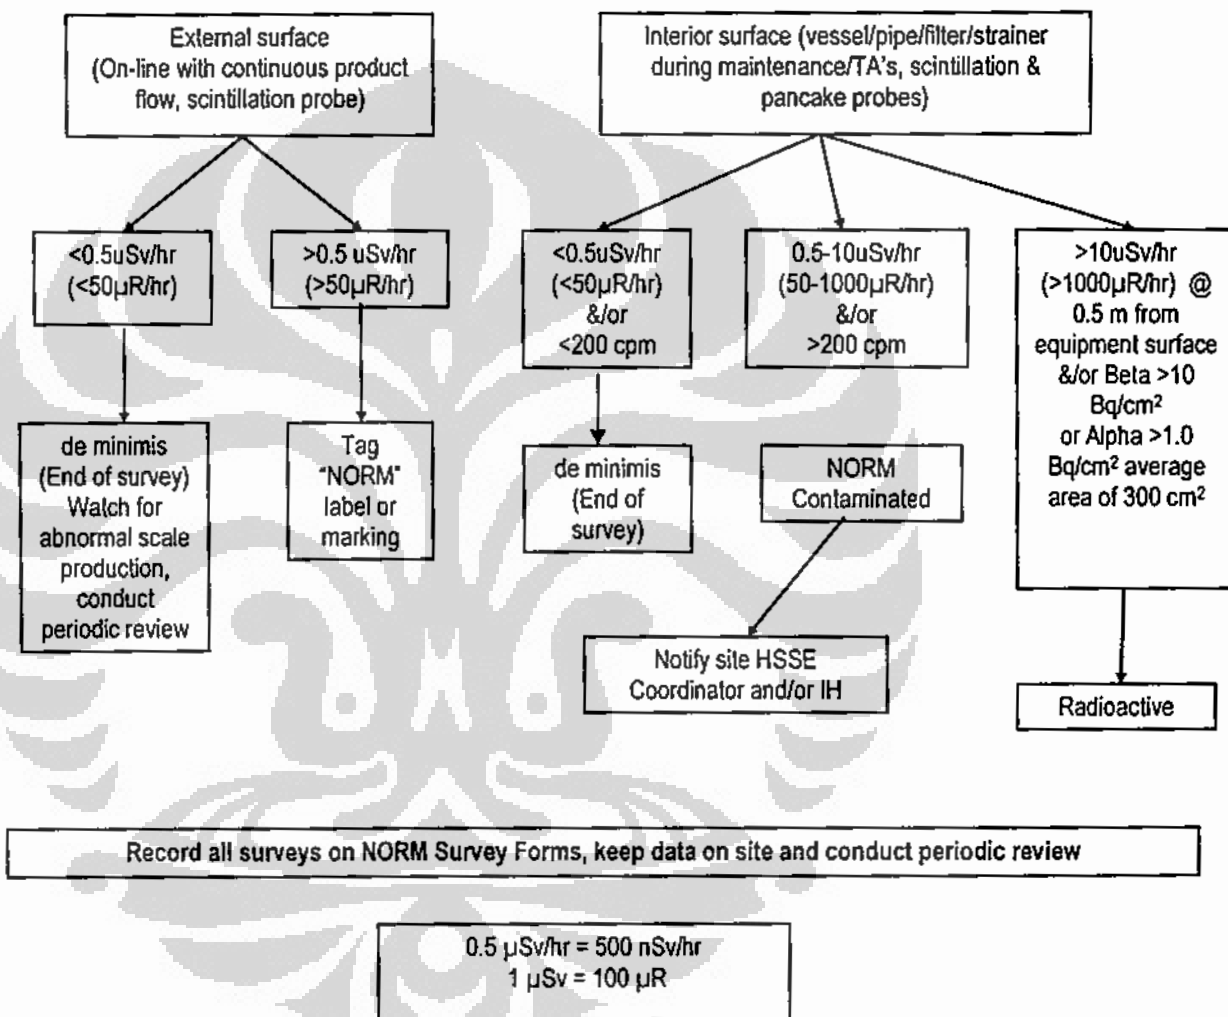 External surface
(On-line with continuous product
flow, scintillation probe)
Interior surface (vessel/pipe/filter/strainer
during maintenance/TA's, scintillation &
pancake probes)
<0.5uSv/hr
(<50µR/hr)
>0.5 uSv/hr
(>50µR/hr)
<0.5uSv/hr
(<50µR/hr)
&/or
<200 cpm
0.5-10uSv/hr
(50-1000µR/hr)
&/or
>200 cpm
>10uSv/hr
(>1000µR/hr) @
0.5 m from
equipment surface
&/or Beta >10
Bq/cm²
or Alpha >1.0
Bq/cm² average
area of 300 cm²
de minimis
(End of survey)
Watch for
abnormal scale
production,
conduct
periodic review
Tag
"NORM"
label or
marking
de minimis
(End of
survey)
NORM
Contaminated
Notify site HSSE
Coordinator and/or IH
Radioactive
Record all surveys on NORM Survey Forms, keep data on site and conduct periodic review
0.5 µSv/hr = 500 nSv/hr
1 µSv = 100 µR